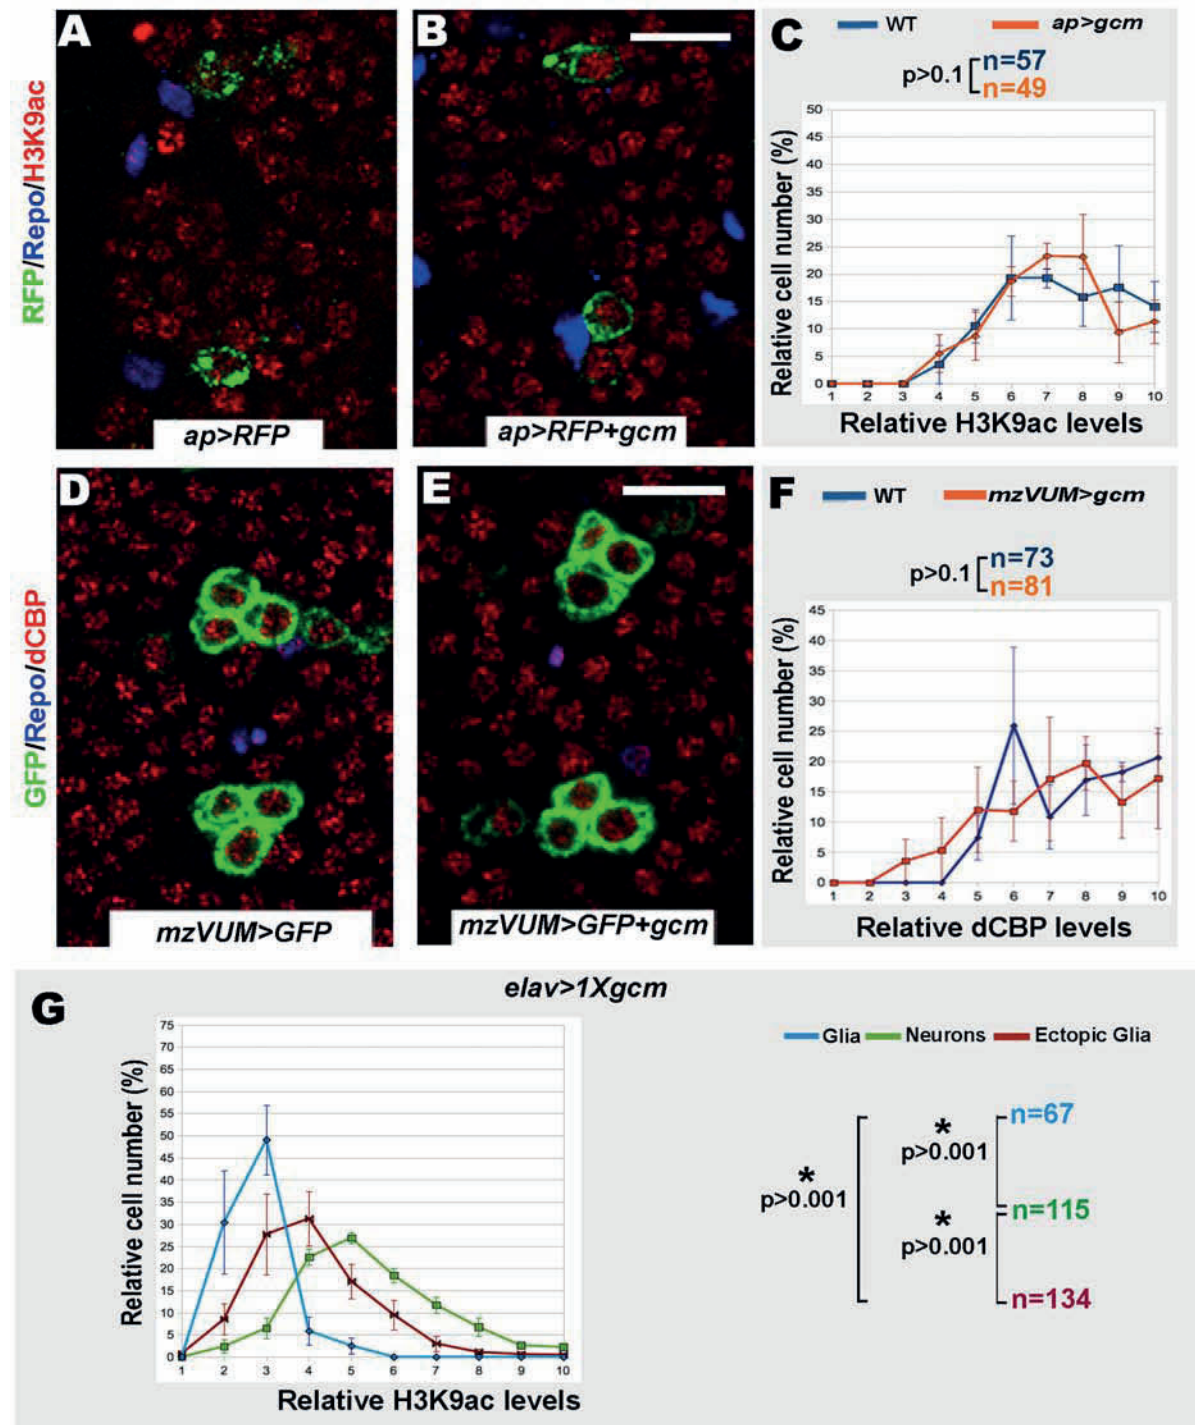 A
B
RFP/Repo/H3K9ac
ap>RFP
ap>RFP+gcm
C
WT ap>gcm
p>0.1
n=57
n=49
Relative cell number (%)
50
45
40
35
30
25
20
15
10
5
0
1 2 3 4 5 6 7 8 9 10
Relative H3K9ac levels
D
E
GFP/Repo/dCBP
mzVUM>GFP
mzVUM>GFP+gcm
F
WT mzVUM>gcm
p>0.1
n=73
n=81
Relative cell number (%)
45
40
35
30
25
20
15
10
5
0
1 2 3 4 5 6 7 8 9 10
Relative dCBP levels
G
elav>1Xgcm
Relative cell number (%)
75
70
65
60
55
50
45
40
35
30
25
20
15
10
5
0
1 2 3 4 5 6 7 8 9 10
Relative H3K9ac levels
Glia Neurons Ectopic Glia
n=67
*
p>0.001
*
p>0.001
n=115
*
p>0.001
n=134